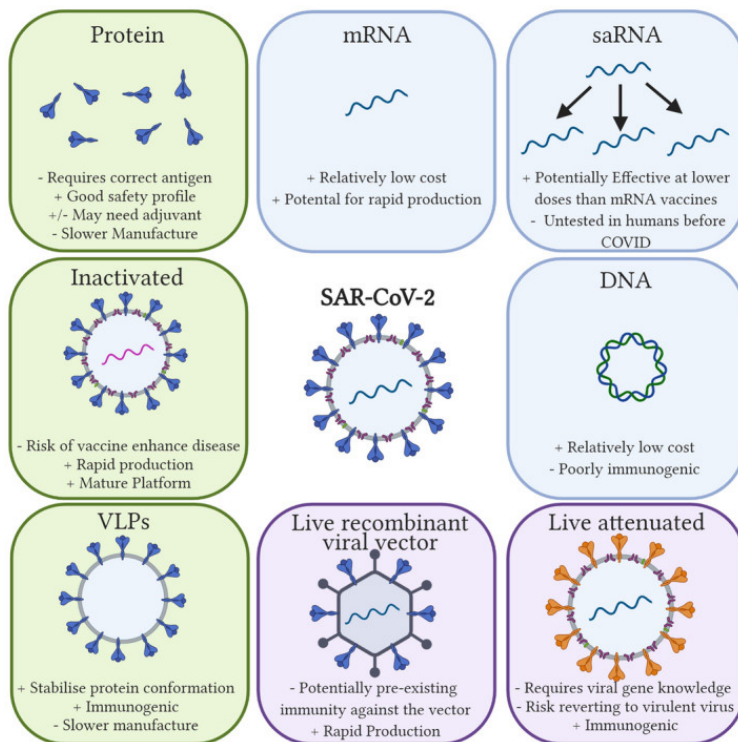 Protein
- Requires correct antigen
+ Good safety profile
+/- May need adjuvant
- Slower Manufacture
mRNA
+ Relatively low cost
+ Potental for rapid production
saRNA
+ Potentially Effective at lower
doses than mRNA vaccines
- Untested in humans before
COVID
Inactivated
- Risk of vaccine enhance disease
+ Rapid production
+ Mature Platform
SAR-CoV-2
DNA
+ Relatively low cost
- Poorly immunogenic
VLPs
+ Stabilise protein conformation
+ Immunogenic
- Slower manufacture
Live recombinant
viral vector
- Potentially pre-existing
immunity against the vector
+ Rapid Production
Live attenuated
- Requires viral gene knowledge
- Risk reverting to virulent virus
+ Immunogenic